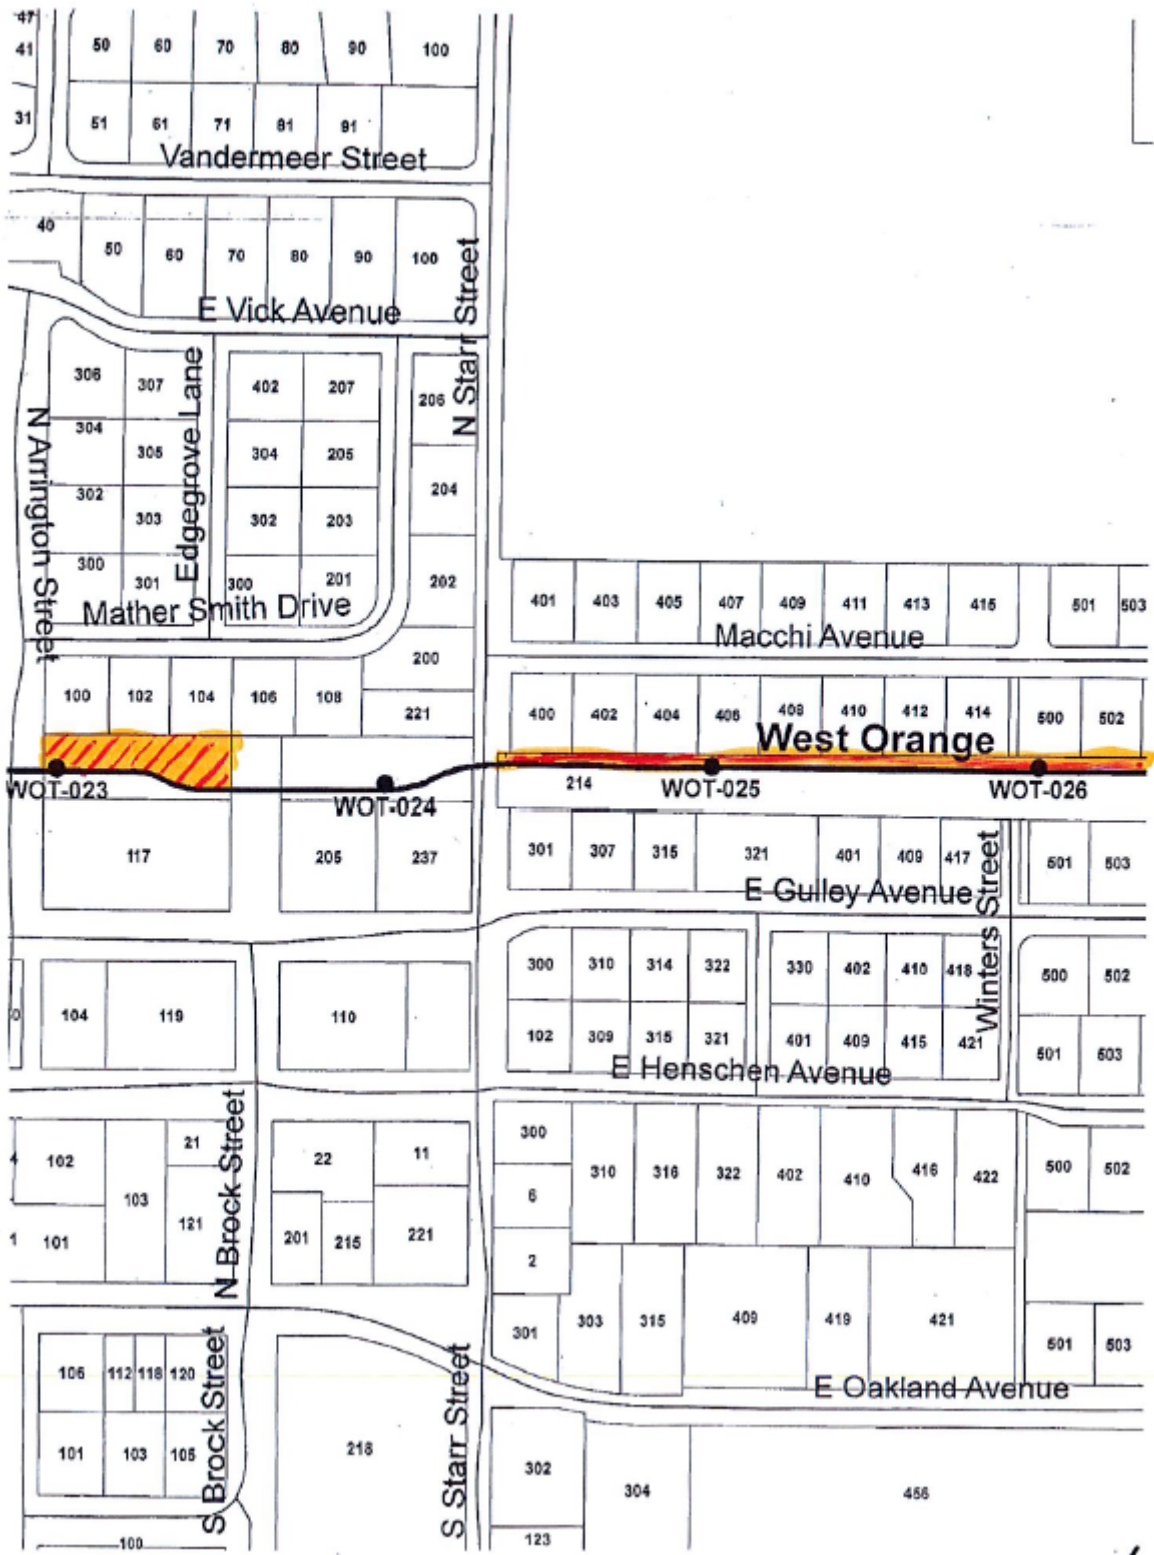 47
41 50 60 70 80 90 100
31 51 61 71 81 91
Vandermeer Street
40 50 60 70 80 90 100
E Vick Avenue
N Starr Street
306 307 402 207 206
304 305 304 205 204
302 303 302 203
300 301 300 201 202
N Arrington Street
Edgegrove Lane
Mather Smith Drive
401 403 405 407 409 411 413 415 501 503
Macchi Avenue
200
100 102 104 106 108 221
400 402 404 406 408 410 412 414 500 502
West Orange
WOT-023 WOT-024 214 WOT-025 WOT-026
117 205 237 301 307 315 321 401 409 417 501 503
E Gulley Avenue
Winters Street
300 310 314 322 330 402 410 418 500 502
104 119 110 102 309 315 321 401 409 415 421 501 503
E Henschen Avenue
N Brock Street
102 103 21 22 11 300 310 316 322 402 410 416 422 500 502
101 121 201 215 221 6
2
301 303 315 409 419 421 501 503
E Oakland Avenue
106 112 118 120
101 103 105
S Brock Street
218
S Starr Street
302 304 456
100 123